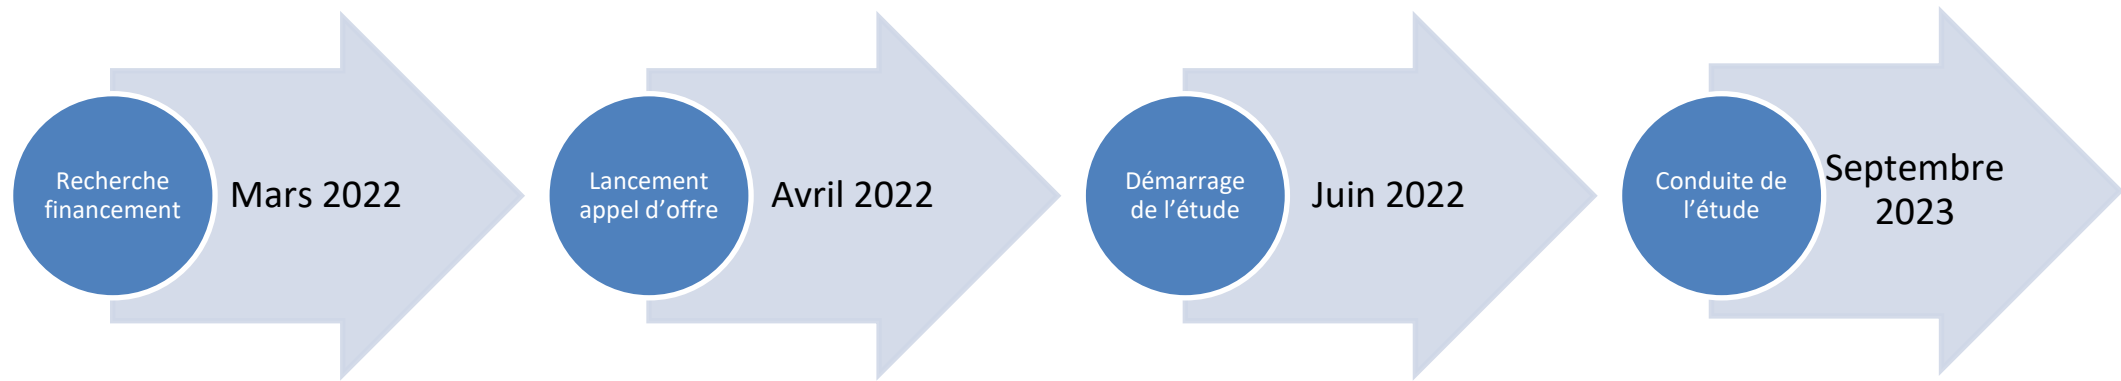 Recherche
financement
Mars 2022
Lancement
appel d’offre
Avril 2022
Démarrage
de l’étude
Juin 2022
Conduite de
l’étude
Septembre
2023